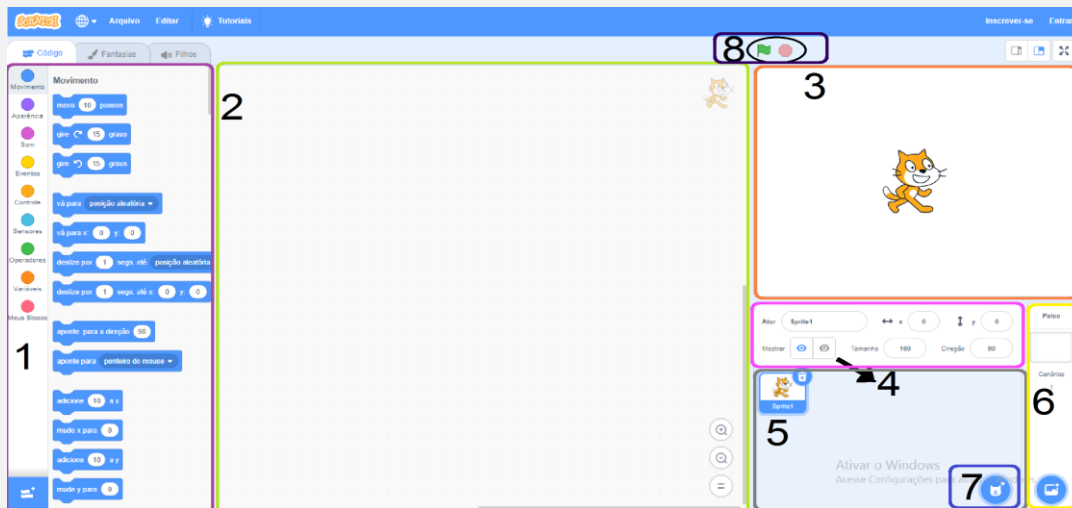 SCRATCH Arquivo Editar Tutoriais Inscrever-se Entrar
Código Fantasias Filhos 8
Movimento
Aparência
Som
Eventos
Controle
Sensores
Operadores
Variáveis
Meus Blocos
1
Movimento
mova 10 passos
gire 15 graus
gire 15 graus
vá para posição aleatória
vá para x: 0 y: 0
deslize por 1 segs. até posição aleatória
deslize por 1 segs. até x: 0 y: 0
aponte para a direção 90
aponte para ponteiro do mouse
adicione 10 a x
mude x para 0
adicione 10 a y
mude y para 0
2
3
Ator Sprite1 x 0 y 0
Mostrar Tamanho 100 Direção 90
4
Sprite1
5
Palco
Cenários
1
6
Ativar o Windows
Acesse Configurações para
7